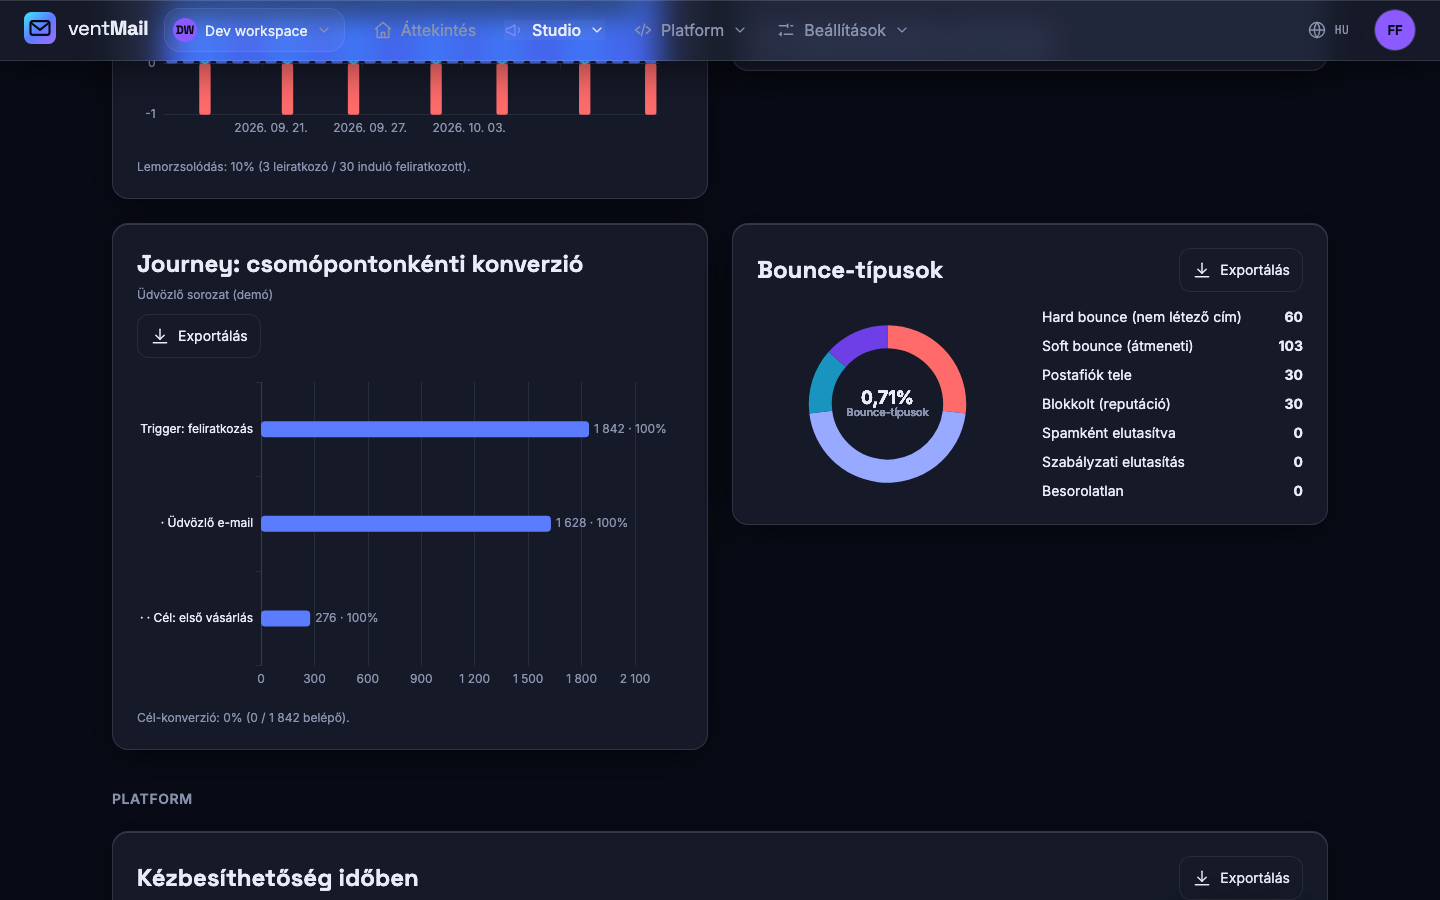 ventMail
DW Dev workspace
Áttekintés
Studio
Platform
Beállítások
HU
FF
0
-1
2026. 09. 21. 2026. 09. 27. 2026. 10. 03.
Lemorzsolódás: 10% (3 leiratkozó / 30 induló feliratkozott).
Journey: csomópontonkénti konverzió
Üdvözlő sorozat (demó)
Exportálás
Trigger: feliratkozás 1 842 · 100%
· Üdvözlő e-mail 1 628 · 100%
· · Cél: első vásárlás 276 · 100%
0 300 600 900 1 200 1 500 1 800 2 100
Cél-konverzió: 0% (0 / 1 842 belépő).
Bounce-típusok
Exportálás
0,71%
Bounce-típusok
Hard bounce (nem létező cím) 60
Soft bounce (átmeneti) 103
Postafiók tele 30
Blokkolt (reputáció) 30
Spamként elutasítva 0
Szabályzati elutasítás 0
Besorolatlan 0
PLATFORM
Kézbesíthetőség időben
Exportálás